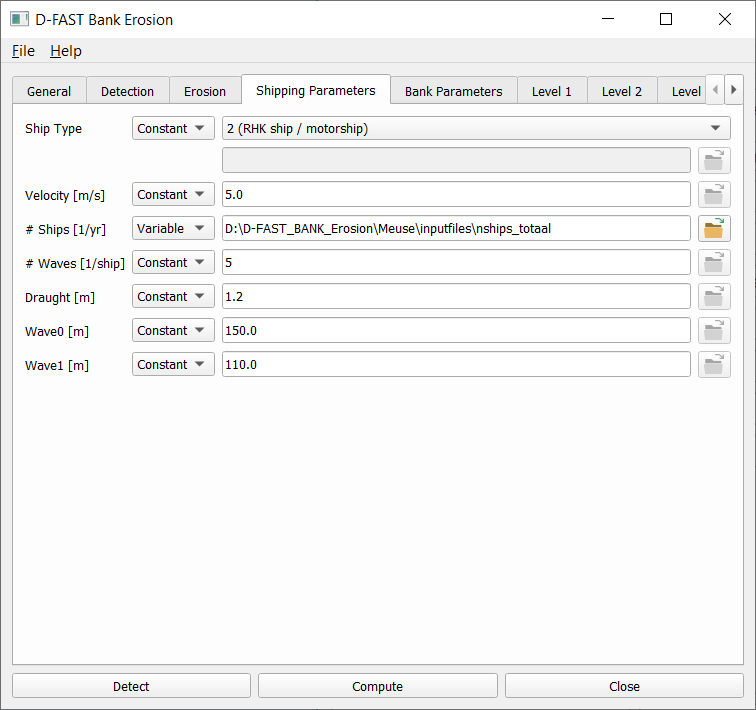 D-FAST Bank Erosion
File Help
General Detection Erosion Shipping Parameters Bank Parameters Level 1 Level 2 Level
Ship Type Constant 2 (RHK ship / motorship)
Velocity [m/s] Constant 5.0
# Ships [1/yr] Variable D:\D-FAST_BANK_Erosion\Meuse\inputfiles\nships_totaal
# Waves [1/ship] Constant 5
Draught [m] Constant 1.2
Wave0 [m] Constant 150.0
Wave1 [m] Constant 110.0
Detect Compute Close